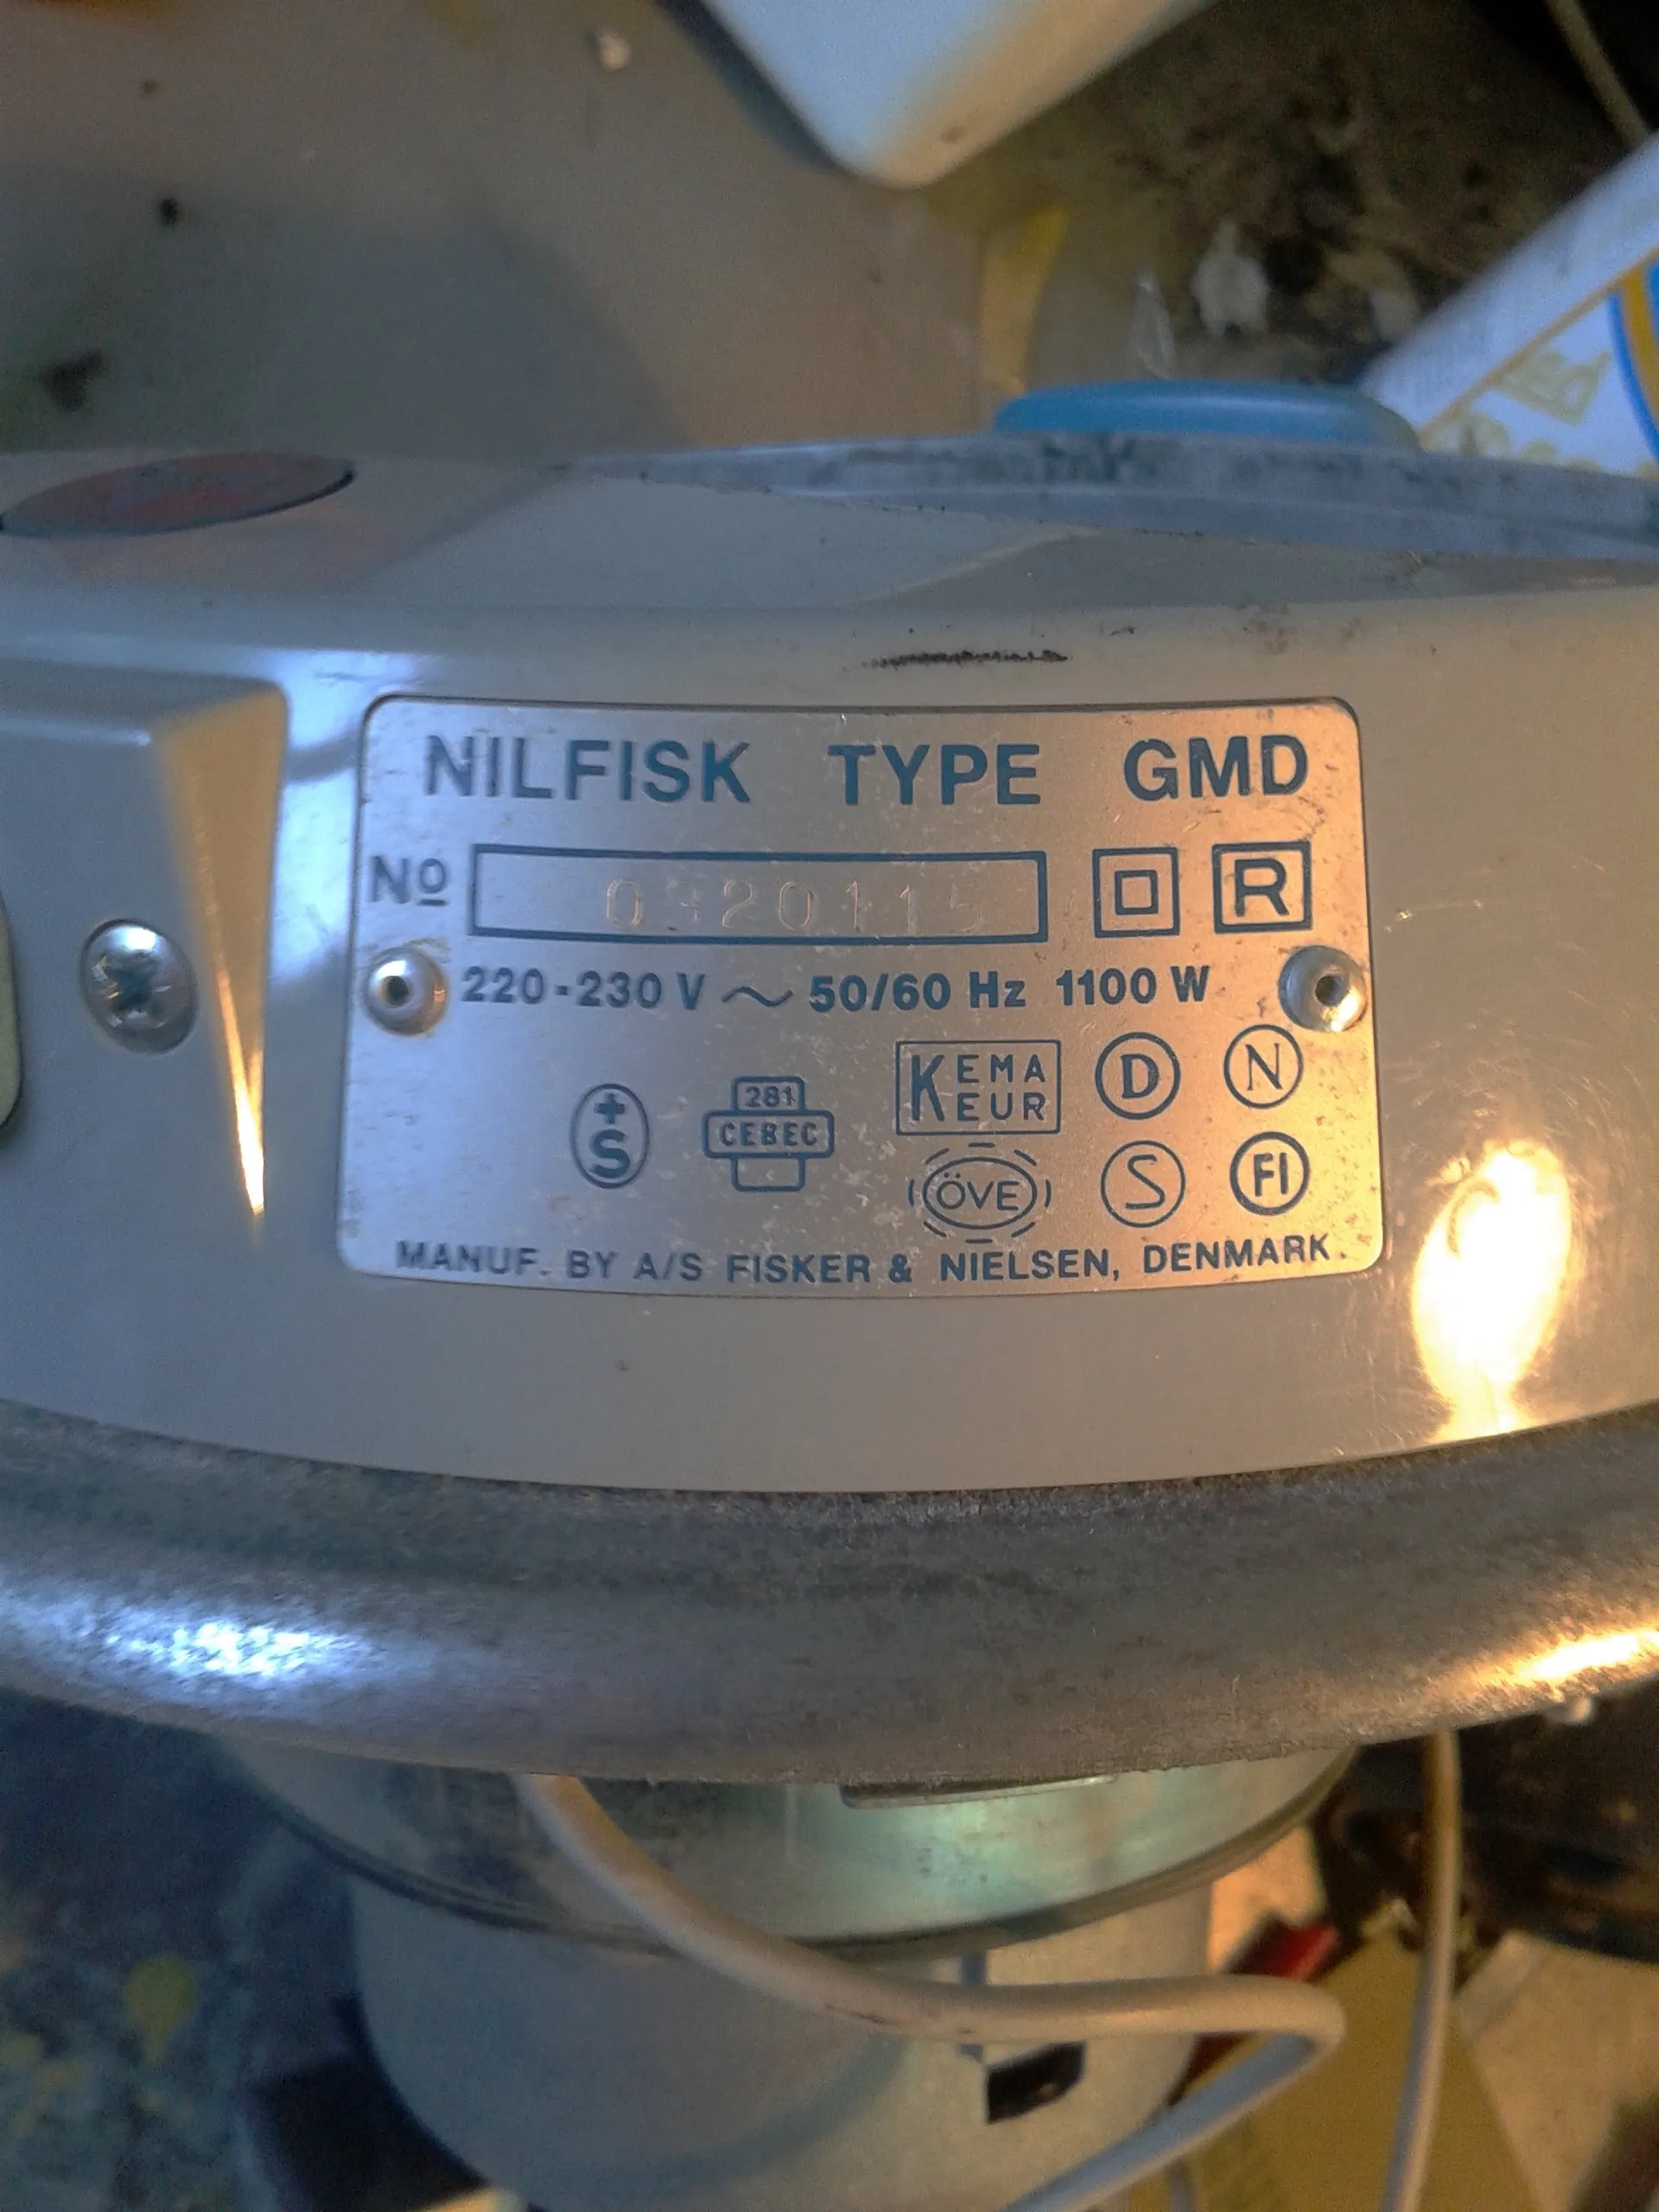 NILFISK TYPE GMD
Nº 0320115 R
220-230 V ~ 50/60 Hz 1100 W
+
S
281
CEBEC
KEMA
EUR
D
N
ÖVE
S
FI
MANUF. BY A/S FISKER & NIELSEN, DENMARK.